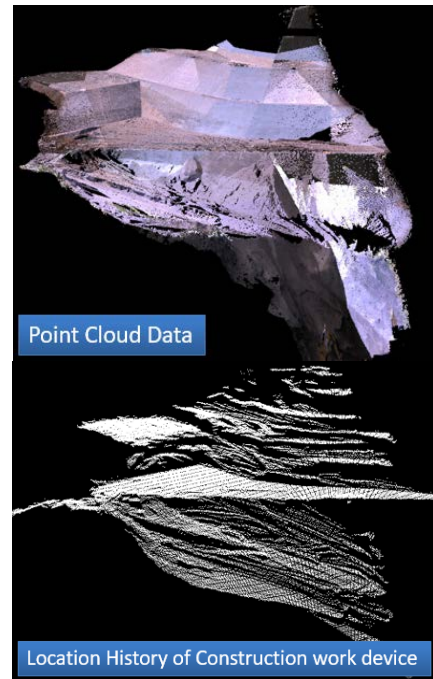 Point Cloud Data
Location History of Construction work device